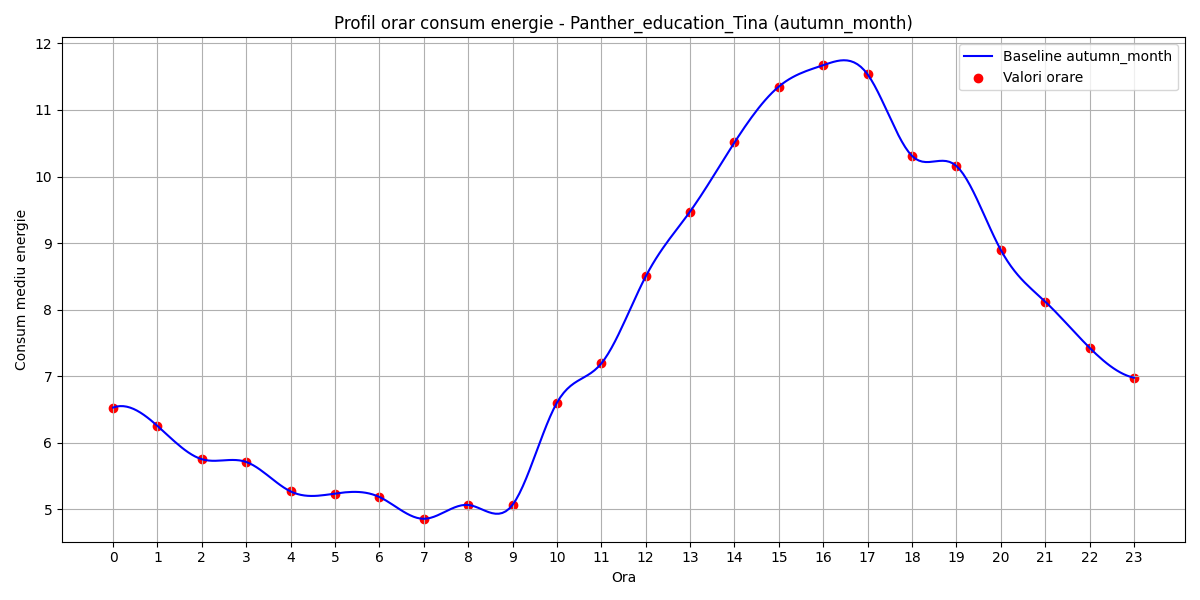 Profil orar consum energie - Panther_education_Tina (autumn_month)
Baseline autumn_month
Valori orare
Consum mediu energie
12
11
10
9
8
7
6
5
0 1 2 3 4 5 6 7 8 9 10 11 12 13 14 15 16 17 18 19 20 21 22 23
Ora